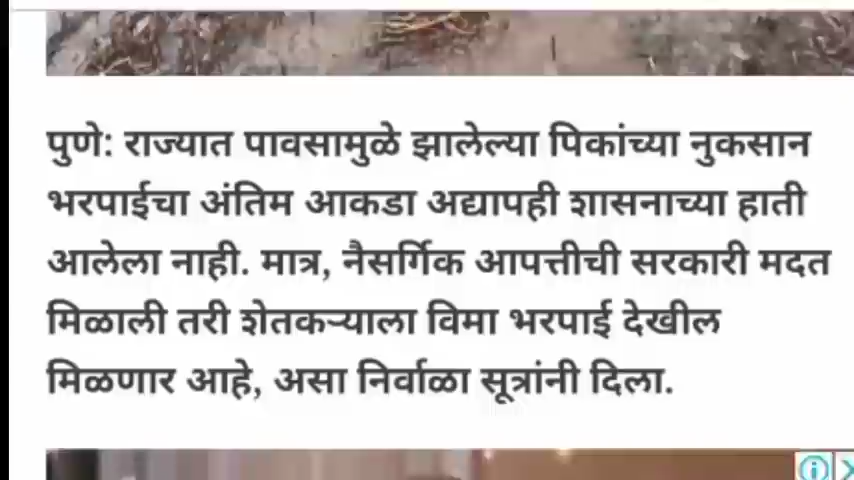 पुणे: राज्यात पावसामुळे झालेल्या पिकांच्या नुकसान
भरपाईचा अंतिम आकडा अद्यापही शासनाच्या हाती
आलेला नाही. मात्र, नैसर्गिक आपत्तीची सरकारी मदत
मिळाली तरी शेतकऱ्याला विमा भरपाई देखील
मिळणार आहे, असा निर्वाळा सूत्रांनी दिला.